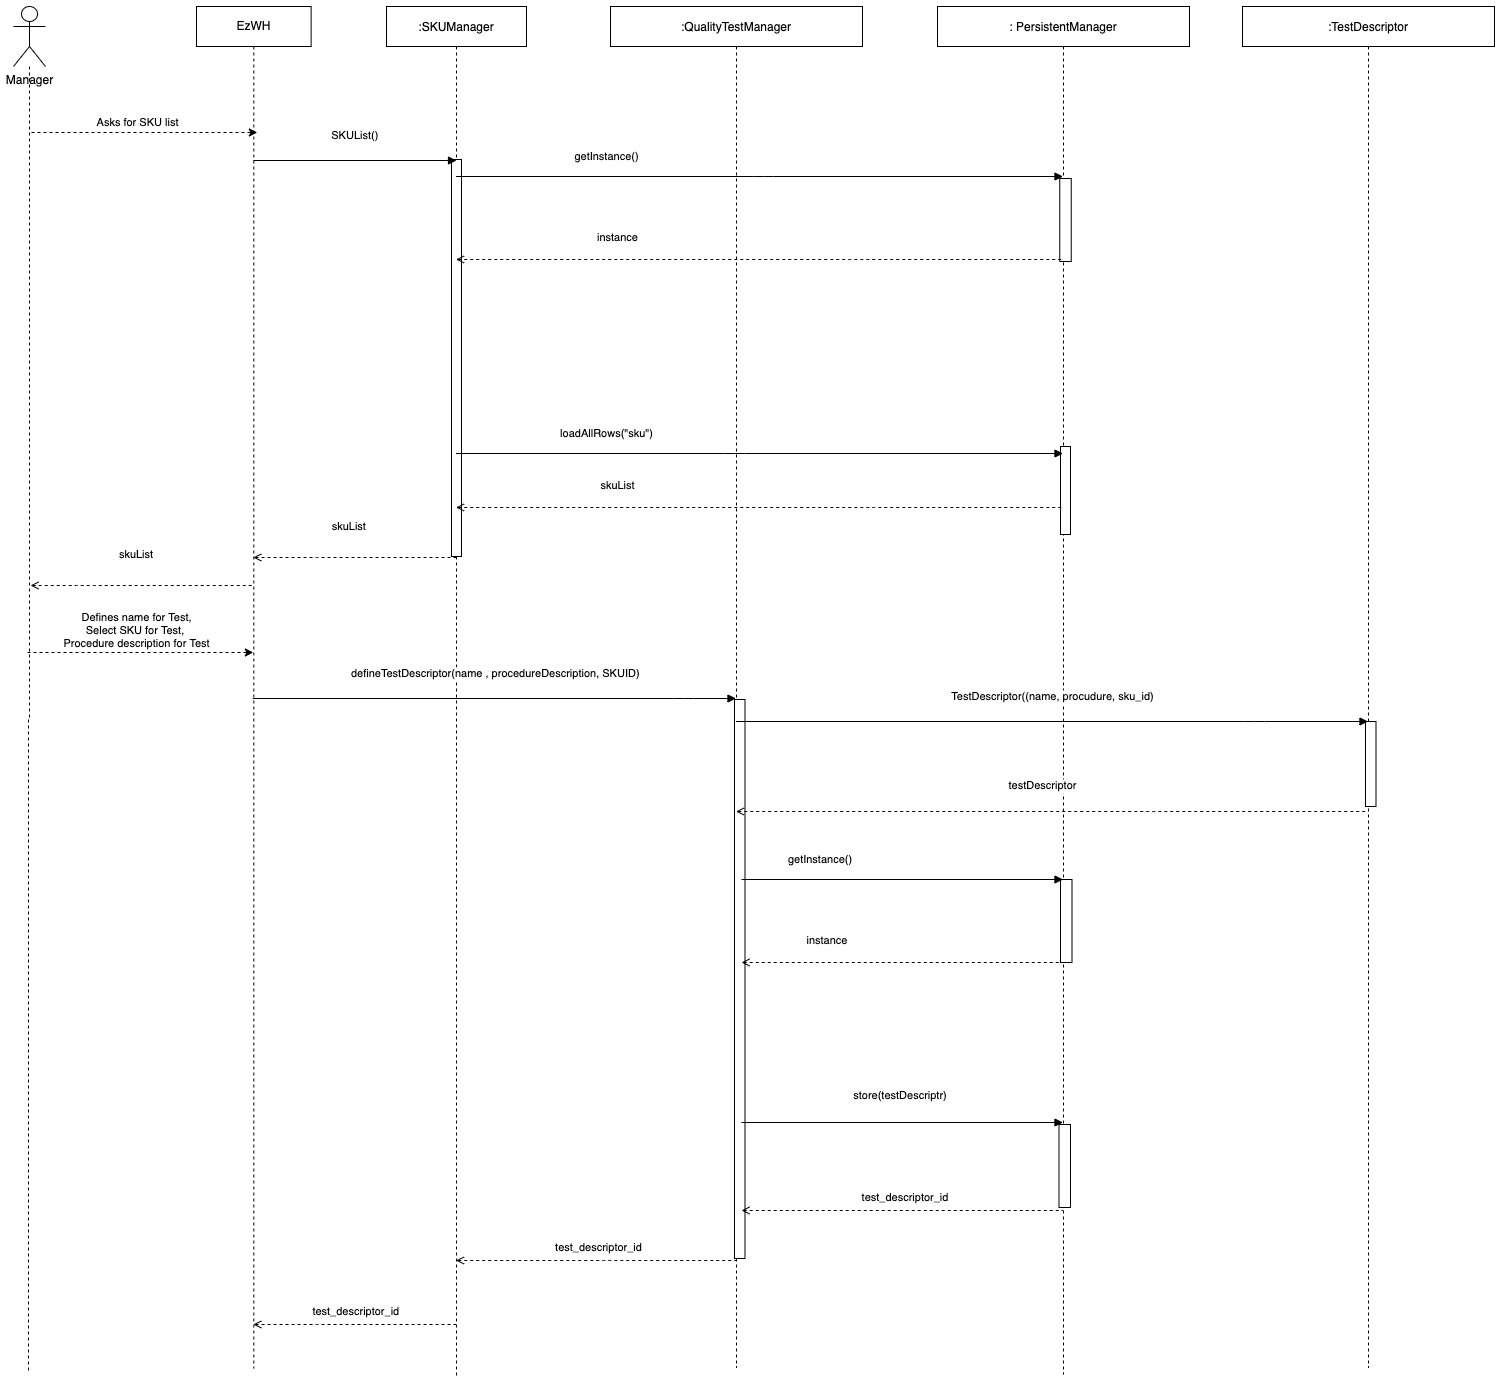 EzWH
:SKUManager
:QualityTestManager
: PersistentManager
:TestDescriptor
Manager
Asks for SKU list
SKUList()
getInstance()
instance
loadAllRows("sku")
skuList
skuList
skuList
Defines name for Test,
Select SKU for Test,
Procedure description for Test
defineTestDescriptor(name , procedureDescription, SKUID)
TestDescriptor((name, procudure, sku_id)
testDescriptor
getInstance()
instance
store(testDescriptr)
test_descriptor_id
test_descriptor_id
test_descriptor_id